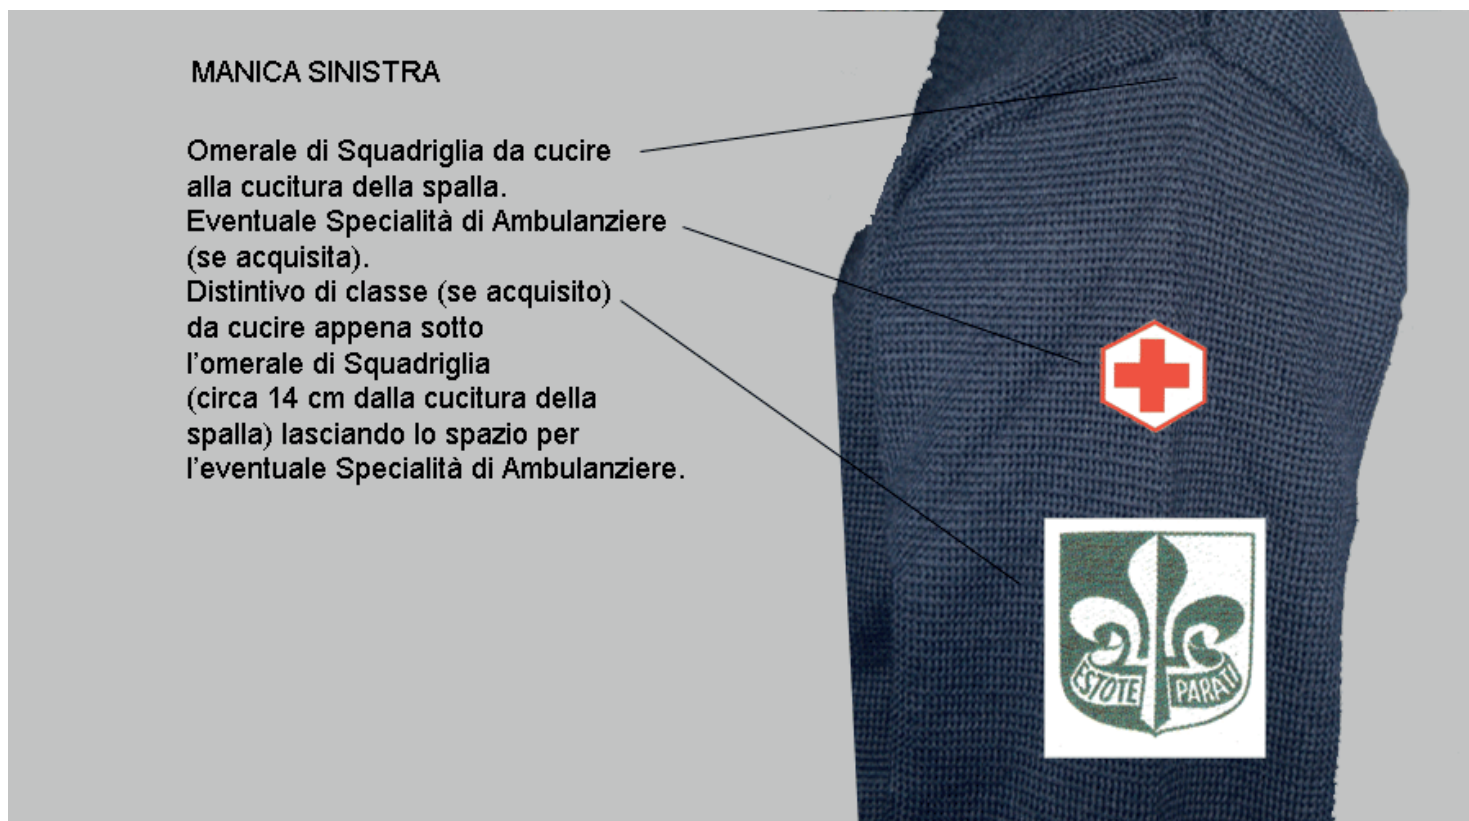 MANICA SINISTRA
Omerale di Squadriglia da cucire
alla cucitura della spalla.
Eventuale Specialità di Ambulanziere
(se acquisita).
Distintivo di classe (se acquisito)
da cucire appena sotto
l'omerale di Squadriglia
(circa 14 cm dalla cucitura della
spalla) lasciando lo spazio per
l'eventuale Specialità di Ambulanziere.
ESTOTE PARATI